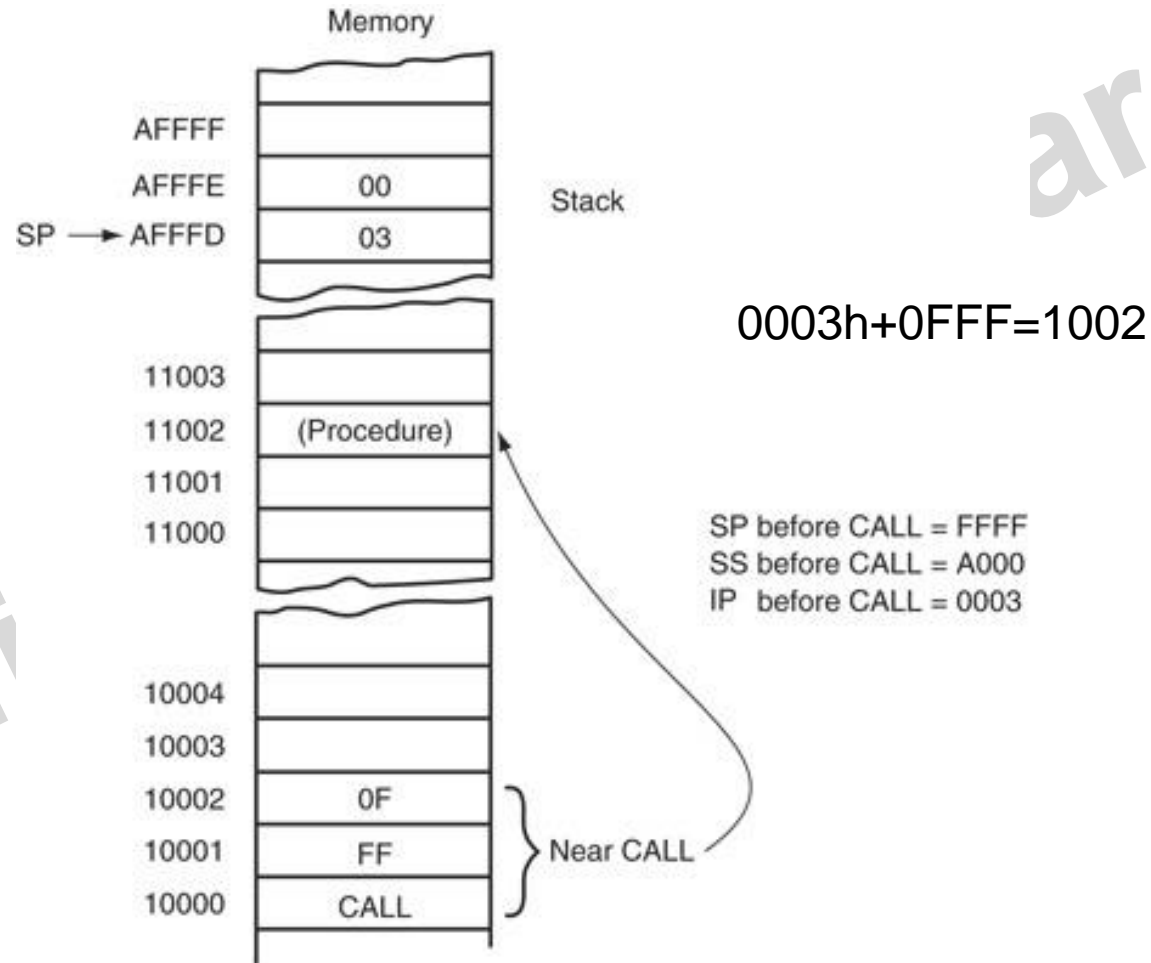 Memory
AFFFF
AFFFE 00
Stack
SP AFFFD 03
0003h+0FFF=1002
11003
11002 (Procedure)
11001
11000
SP before CALL = FFFF
SS before CALL = A000
IP before CALL = 0003
10004
10003
10002 0F
10001 FF Near CALL
10000 CALL
ar